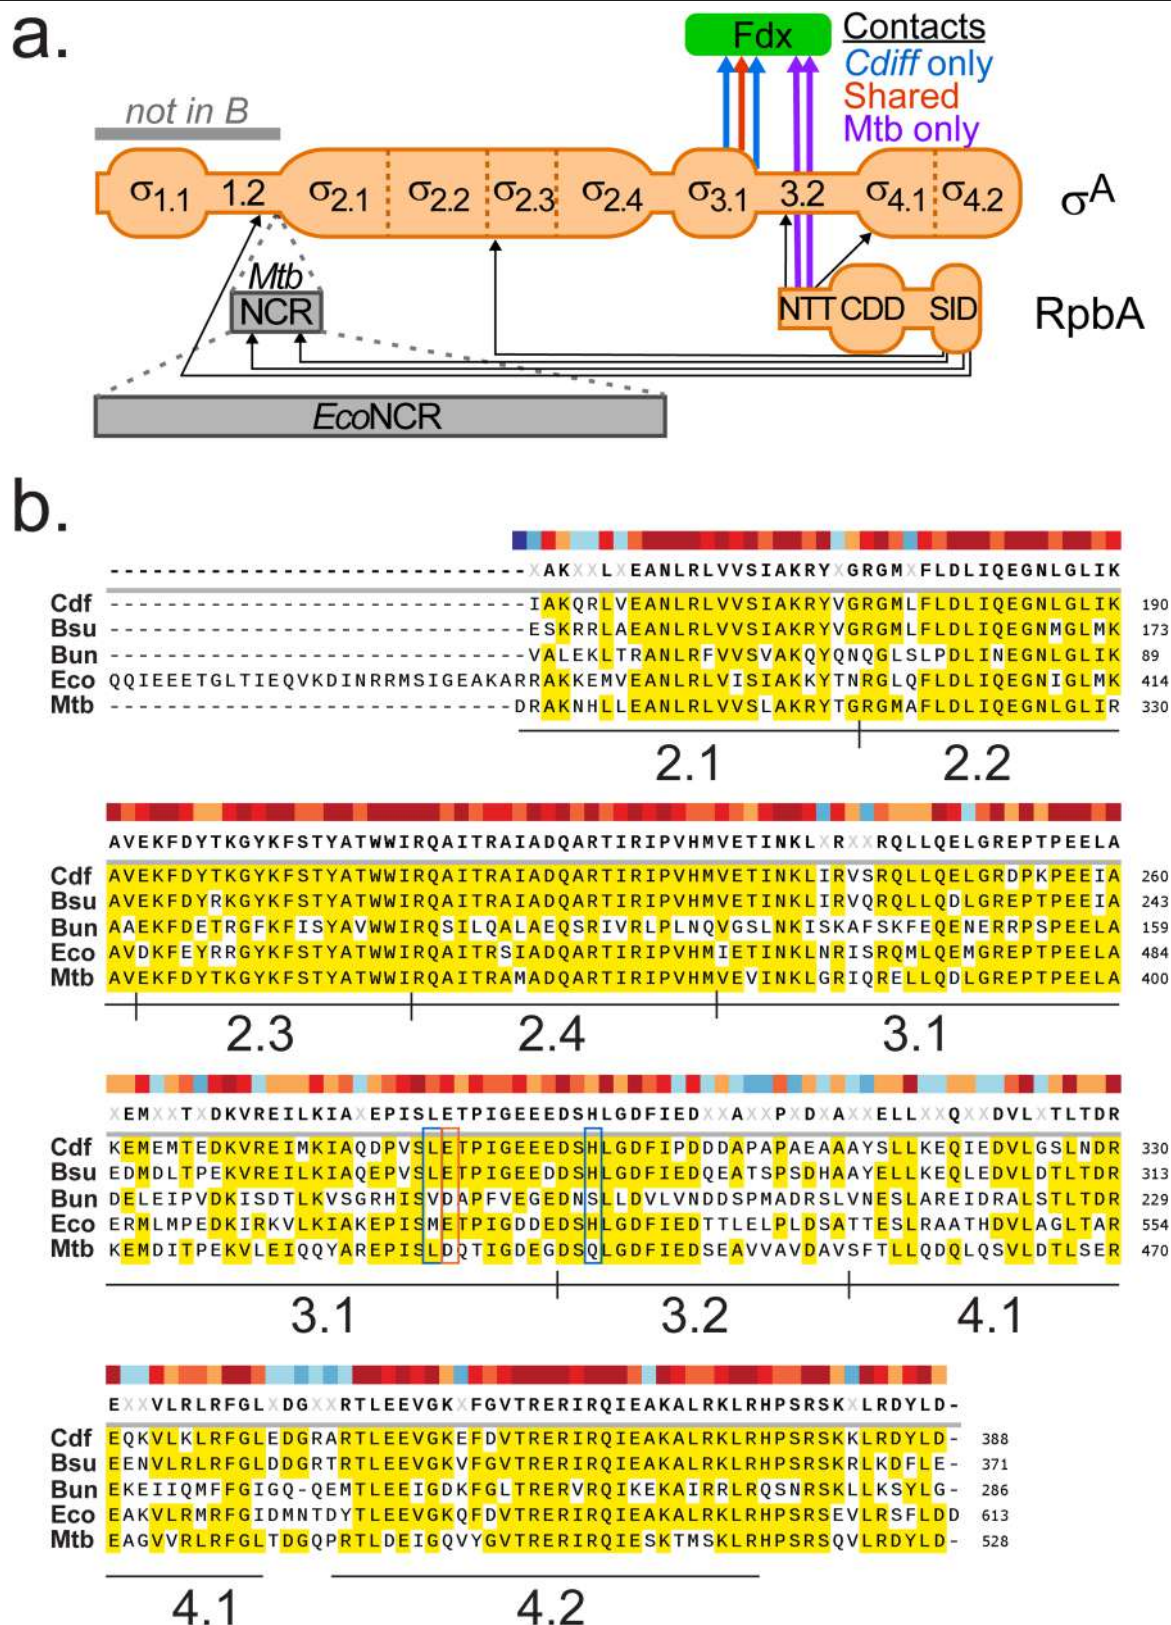 a.
Fdx
Contacts
Cdiff only
Shared
Mtb only
not in B
σ1.1 1.2 σ2.1 σ2.2 σ2.3 σ2.4 σ3.1 3.2 σ4.1 σ4.2 σA
Mtb
NCR
NTT CDD SID RpbA
EcoNCR
b.
-----------------------------XAKXXLXEANLRLVVSIAKRYXGRGMXFLDLIQEGNLGLIK
Cdf -----------------------------IAKQRLVEANLRLVVSIAKRYVGRGMLFLDLIQEGNLGLIK 190
Bsu -----------------------------ESKRRLAEANLRLVVSIAKRYVGRGMLFLDLIQEGNMGLMK 173
Bun -----------------------------VALEKLTRANLRFVVSVAKQYQNQGLSLPDLINEGNLGLIK 89
Eco QQIEEETGLTIEQVKDINRRMSIGEAKARRAKKEMVEANLRLVISIAKKYTNRGLQFLDLIQEGNIGLMK 414
Mtb ----------------------------DRAKNHLLEANLRLVVSLAKRYTGRGMAFLDLIQEGNLGLIR 330
2.1 2.2
AVEKFDYTKGYKFSTYATWWIRQAITRAIADQARTIRIPVHMVETINKLXRXXRQLLQELGREPTPEELA
Cdf AVEKFDYTKGYKFSTYATWWIRQAITRAIADQARTIRIPVHMVETINKLIRVSRQLLQELGRDPKPEEIA 260
Bsu AVEKFDYRKGYKFSTYATWWIRQAITRAIADQARTIRIPVHMVETINKLIRVQRQLLQDLGREPTPEEIA 243
Bun AAEKFDETRGFKFISYAVWWIRQSILQALAEQSRIVRLPLNQVGSLNKISKAFSKFEQENERRPSPEELA 159
Eco AVDKFEYRRGYKFSTYATWWIRQAITRSIADQARTIRIPVHMIETINKLNRISRQMLQEMGREPTPEELA 484
Mtb AVEKFDYTKGYKFSTYATWWIRQAITRAMADQARTIRIPVHMVEVINKLGRIQRELLQDLGREPTPEELA 400
2.3 2.4 3.1
XEMXXTXDKVREILKIAXEPISLETPIGEEEDSHLGDFIEDXXAXXPXDXAXXELLXXQXXDVLXTLTDR
Cdf KEMEMTEDKVREIMKIAQDPVSLETPIGEEEDSHLGDFIPDDDAPAPAEAAAYSLLKEQIEDVLGSLNDR 330
Bsu EDMDLTPEKVREILKIAQEPVSLETPIGEEDDSHLGDFIEDQEATSPSDHAAYELLKEQLEDVLDTLTDR 313
Bun DELEIPVDKISDTLKVSGRHISVDAPFVEGEDNSLLDVLVNDDSPMADRSLVNESLAREIDRALSTLTDR 229
Eco ERMLMPEDKIRKVLKIAKEPISMETPIGDDEDSHLGDFIEDTTLELPLDSATTESLRAATHDVLAGLTAR 554
Mtb KEMDITPEKVLEIQQYAREPISLDQTIGDEGDSQLGDFIEDSEAVVAVDAVSFTLLQDQLQSVLDTLSER 470
3.1 3.2 4.1
EXXVLRLRFGLXDGXXRTLEEVGKXFGVTRERIRQIEAKALRKLRHPSRSKXLRDYLD-
Cdf EQKVLKLRFGLEDGRARTLEEVGKEFDVTRERIRQIEAKALRKLRHPSRSKKLRDYLD- 388
Bsu EENVLRLRFGLDDGRTRTLEEVGKVFGVTRERIRQIEAKALRKLRHPSRSKRLKDFLE- 371
Bun EKEIIQMFFGIGQ-QEMTLEEIGDKFGLTRERVRQIKEKAIRRLRQSNRSKLLKSYLG- 286
Eco EAKVLRMRFGIDMNTDYTLEEVGKQFDVTRERIRQIEAKALRKLRHPSRSEVLRSFLDD 613
Mtb EAGVVRLRFGLTDGQPRTLDEIGQVYGVTRERIRQIESKTMSKLRHPSRSQVLRDYLD- 528
4.1 4.2